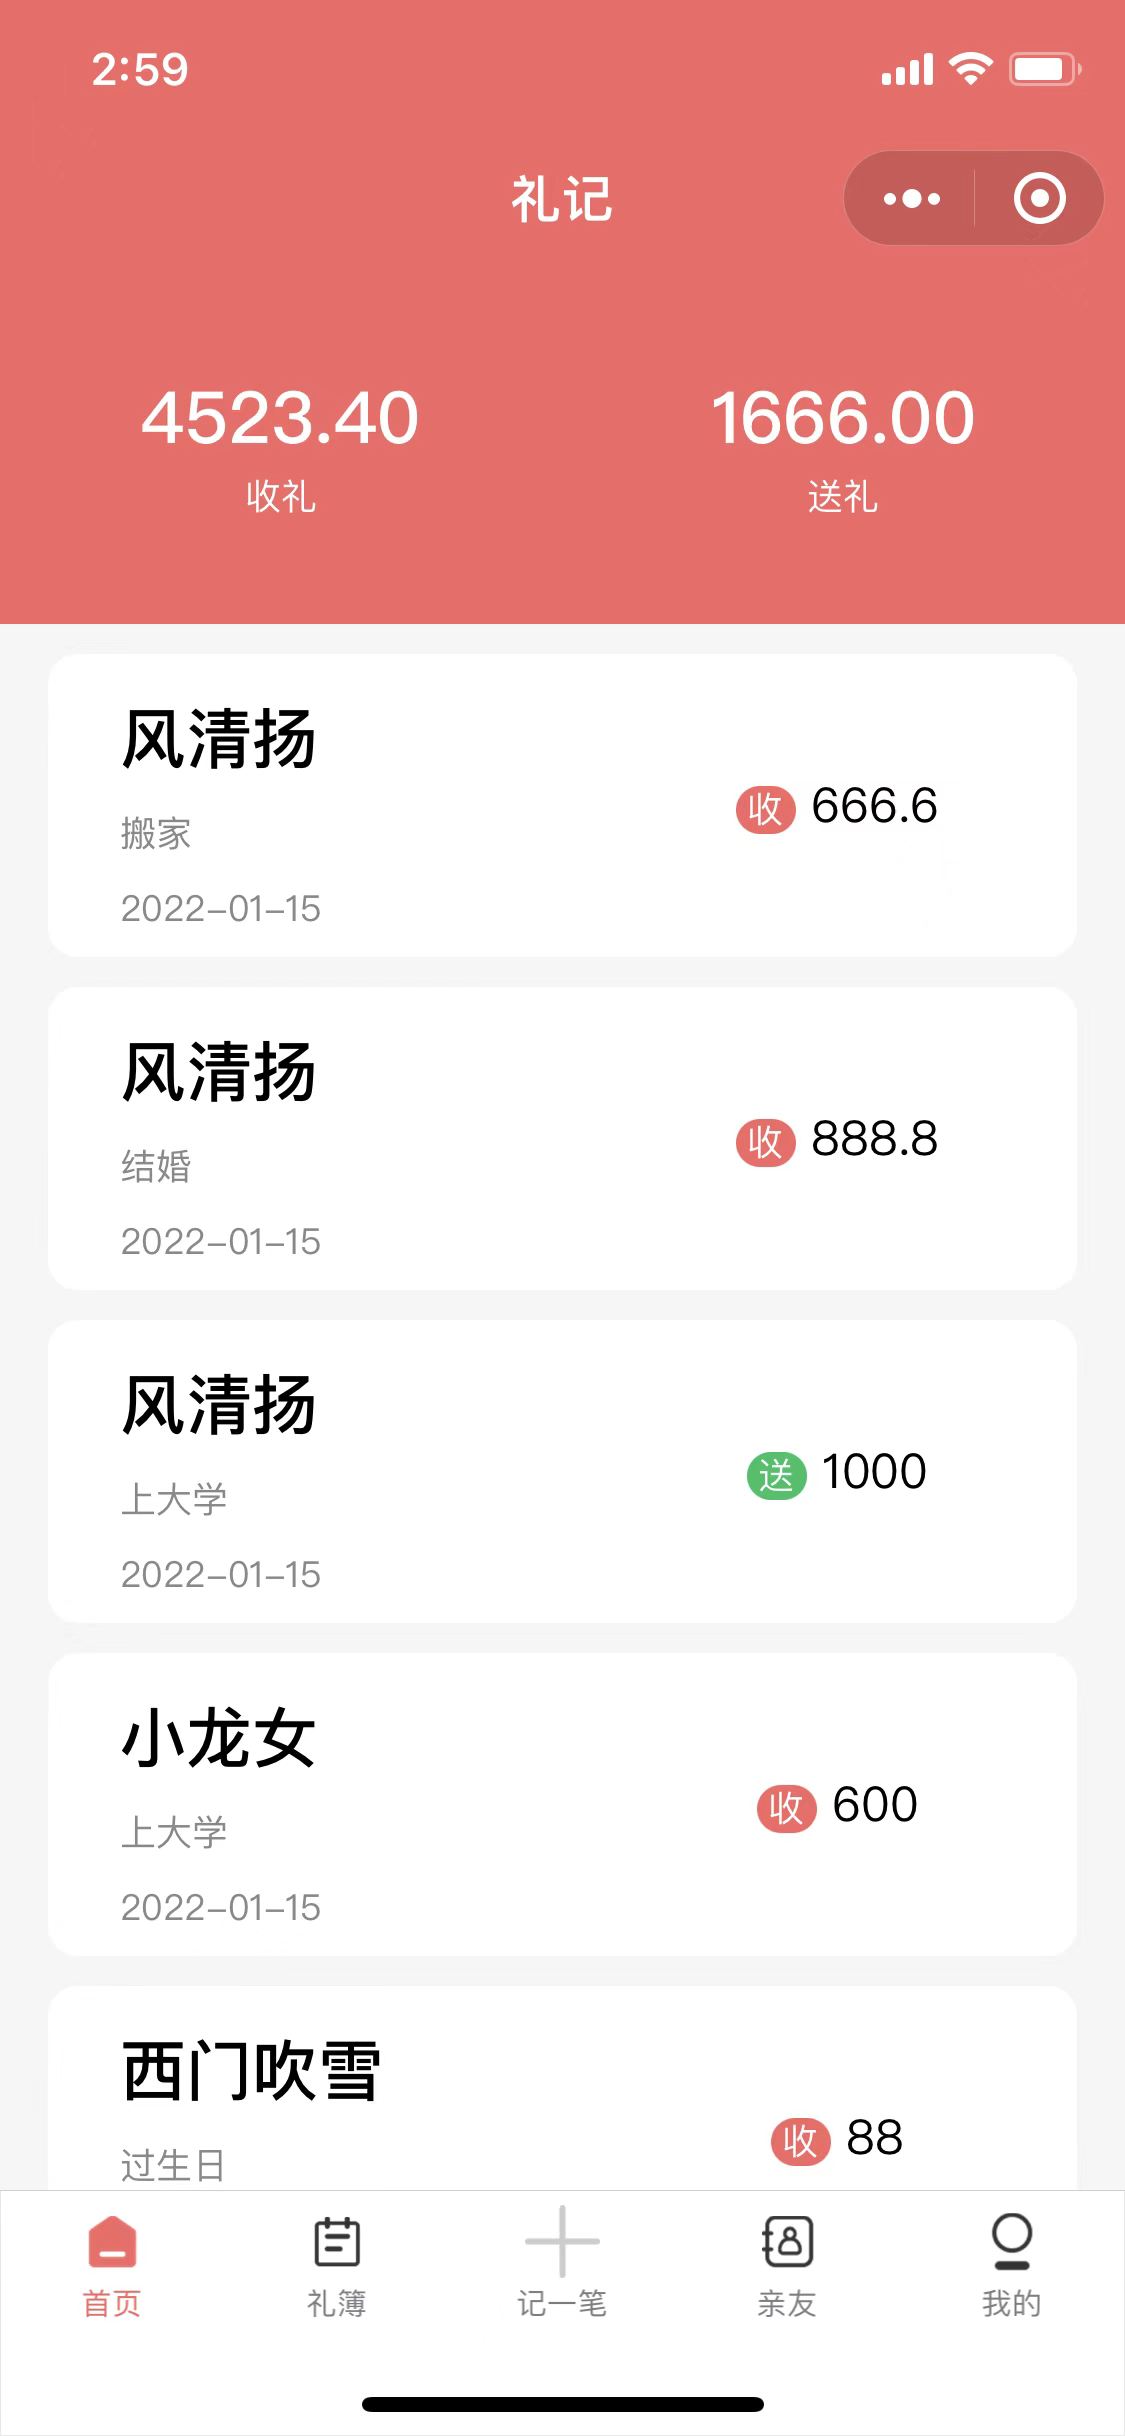 2:59
礼记
4523.40
收礼
1666.00
送礼
风清扬
搬家
2022-01-15
收 666.6
风清扬
结婚
2022-01-15
收 888.8
风清扬
上大学
2022-01-15
送 1000
小龙女
上大学
2022-01-15
收 600
西门吹雪
过生日
收 88
首页
礼簿
记一笔
亲友
我的